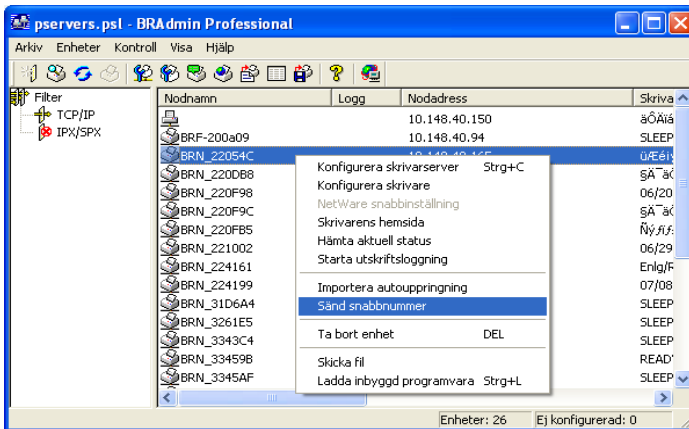 pservers.psl - BRAdmin Professional
Arkiv Enheter Kontroll Visa Hjälp
Filter
TCP/IP
IPX/SPX
Nodnamn Logg Nodadress Skriva
10.148.40.150
BRF-200a09 10.148.40.94 SLEEP
BRN_22054C
BRN_220DB8
BRN_220F98 06/20
BRN_220F9C
BRN_220FB5
BRN_221002 06/29
BRN_224161 Enlg/R
BRN_224199 07/08
BRN_31D6A4 SLEEP
BRN_3261E5 SLEEP
BRN_3343C4 SLEEP
BRN_33459B READ
BRN_3345AF SLEEP
Konfigurera skrivarserver Strg+C
Konfigurera skrivare
NetWare snabbinställning
Skrivarens hemsida
Hämta aktuell status
Starta utskriftsloggning
Importera autouppringning
Sänd snabbnummer
Ta bort enhet DEL
Skicka fil
Ladda inbyggd programvara Strg+L
Enheter: 26 Ej konfigurerad: 0